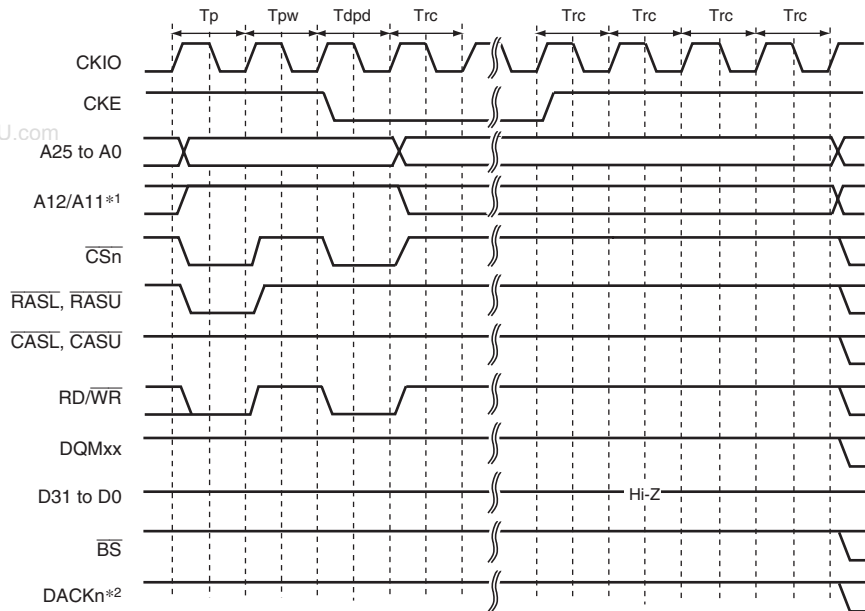 Tp Tpw Tdpd Trc Trc Trc Trc Trc
CKIO
CKE
U.com
A25 to A0
A12/A11*1
CSn
RASL, RASU
CASL, CASU
RD/WR
DQMxx
D31 to D0 Hi-Z
BS
DACKn*2